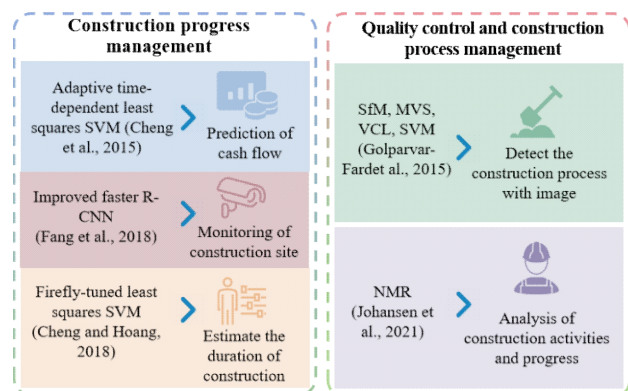 Construction progress
management
Adaptive time-
dependent least
squares SVM (Cheng
et al., 2015)
Prediction of
cash flow
Improved faster R-
CNN
(Fang et al., 2018)
Monitoring of
construction site
Firefly-tuned least
squares SVM
(Cheng and Hoang,
2018)
Estimate the
duration of
construction
Quality control and construction
process management
SfM, MVS,
VCL, SVM
(Golparvar-
Fardet al., 2015)
Detect the
construction process
with image
NMR
(Johansen et
al., 2021)
Analysis of
construction activities
and progress